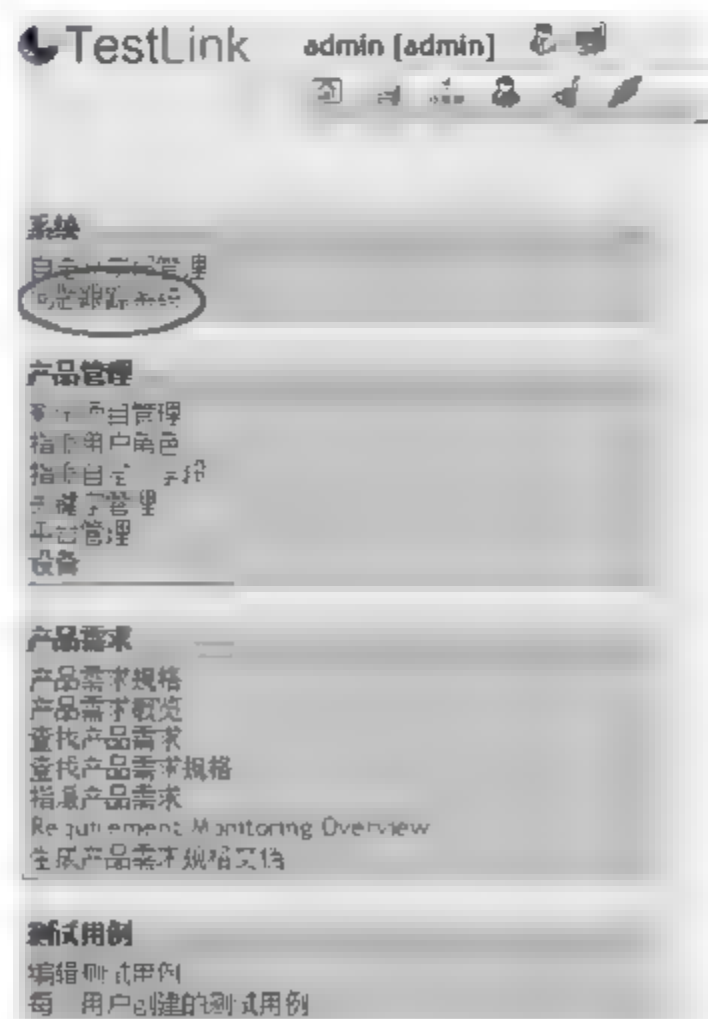 TestLink admin [admin]
系统
自定义字段管理
问题跟踪系统
产品管理
测试项目管理
指派用户角色
指派自定义字段
关键字管理
平台管理
设备
产品需求
产品需求规格
产品需求概览
查找产品需求
查找产品需求规格
指派产品需求
Requirement Monitoring Overview
生成产品需求规格文档
测试用例
编辑测试用例
每 用户创建的测试用例